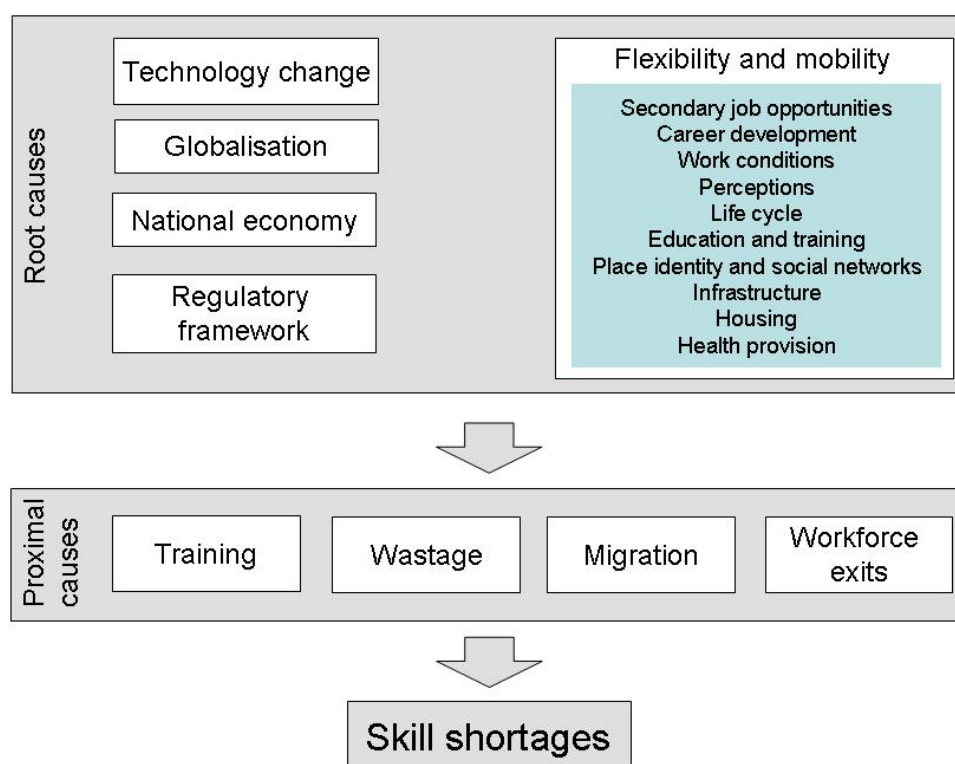 Root causes
Technology change
Globalisation
National economy
Regulatory
framework
Flexibility and mobility
Secondary job opportunities
Career development
Work conditions
Perceptions
Life cycle
Education and training
Place identity and social networks
Infrastructure
Housing
Health provision
Proximal
causes
Training
Wastage
Migration
Workforce
exits
Skill shortages